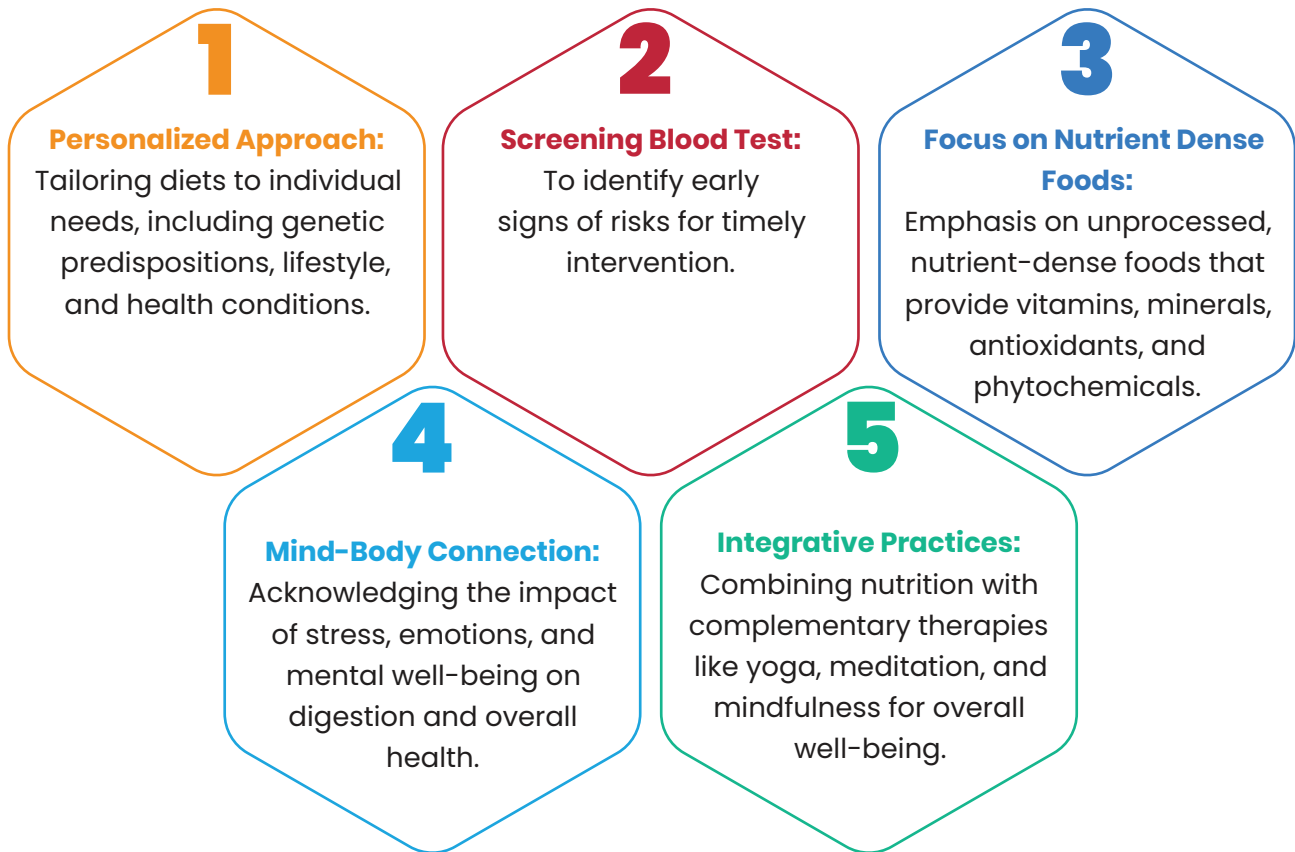 1
Personalized Approach:
Tailoring diets to individual
needs, including genetic
predispositions, lifestyle,
and health conditions.
2
Screening Blood Test:
To identify early
signs of risks for timely
intervention.
3
Focus on Nutrient Dense
Foods:
Emphasis on unprocessed,
nutrient-dense foods that
provide vitamins, minerals,
antioxidants, and
phytochemicals.
4
Mind-Body Connection:
Acknowledging the impact
of stress, emotions, and
mental well-being on
digestion and overall
health.
5
Integrative Practices:
Combining nutrition with
complementary therapies
like yoga, meditation, and
mindfulness for overall
well-being.